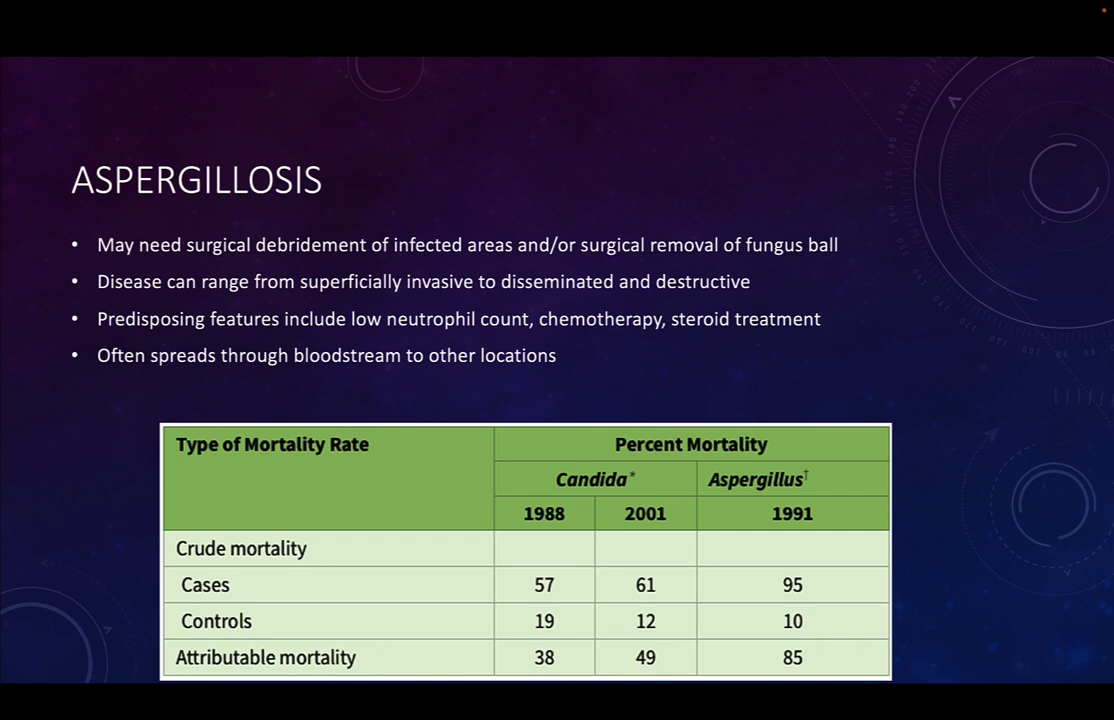 ASPERGILLOSIS
• May need surgical debridement of infected areas and/or surgical removal of fungus ball
• Disease can range from superficially invasive to disseminated and destructive
• Predisposing features include low neutrophil count, chemotherapy, steroid treatment
• Often spreads through bloodstream to other locations
Type of Mortality Rate Percent Mortality
Candida* Aspergillus†
1988 2001 1991
Crude mortality
Cases 57 61 95
Controls 19 12 10
Attributable mortality 38 49 85